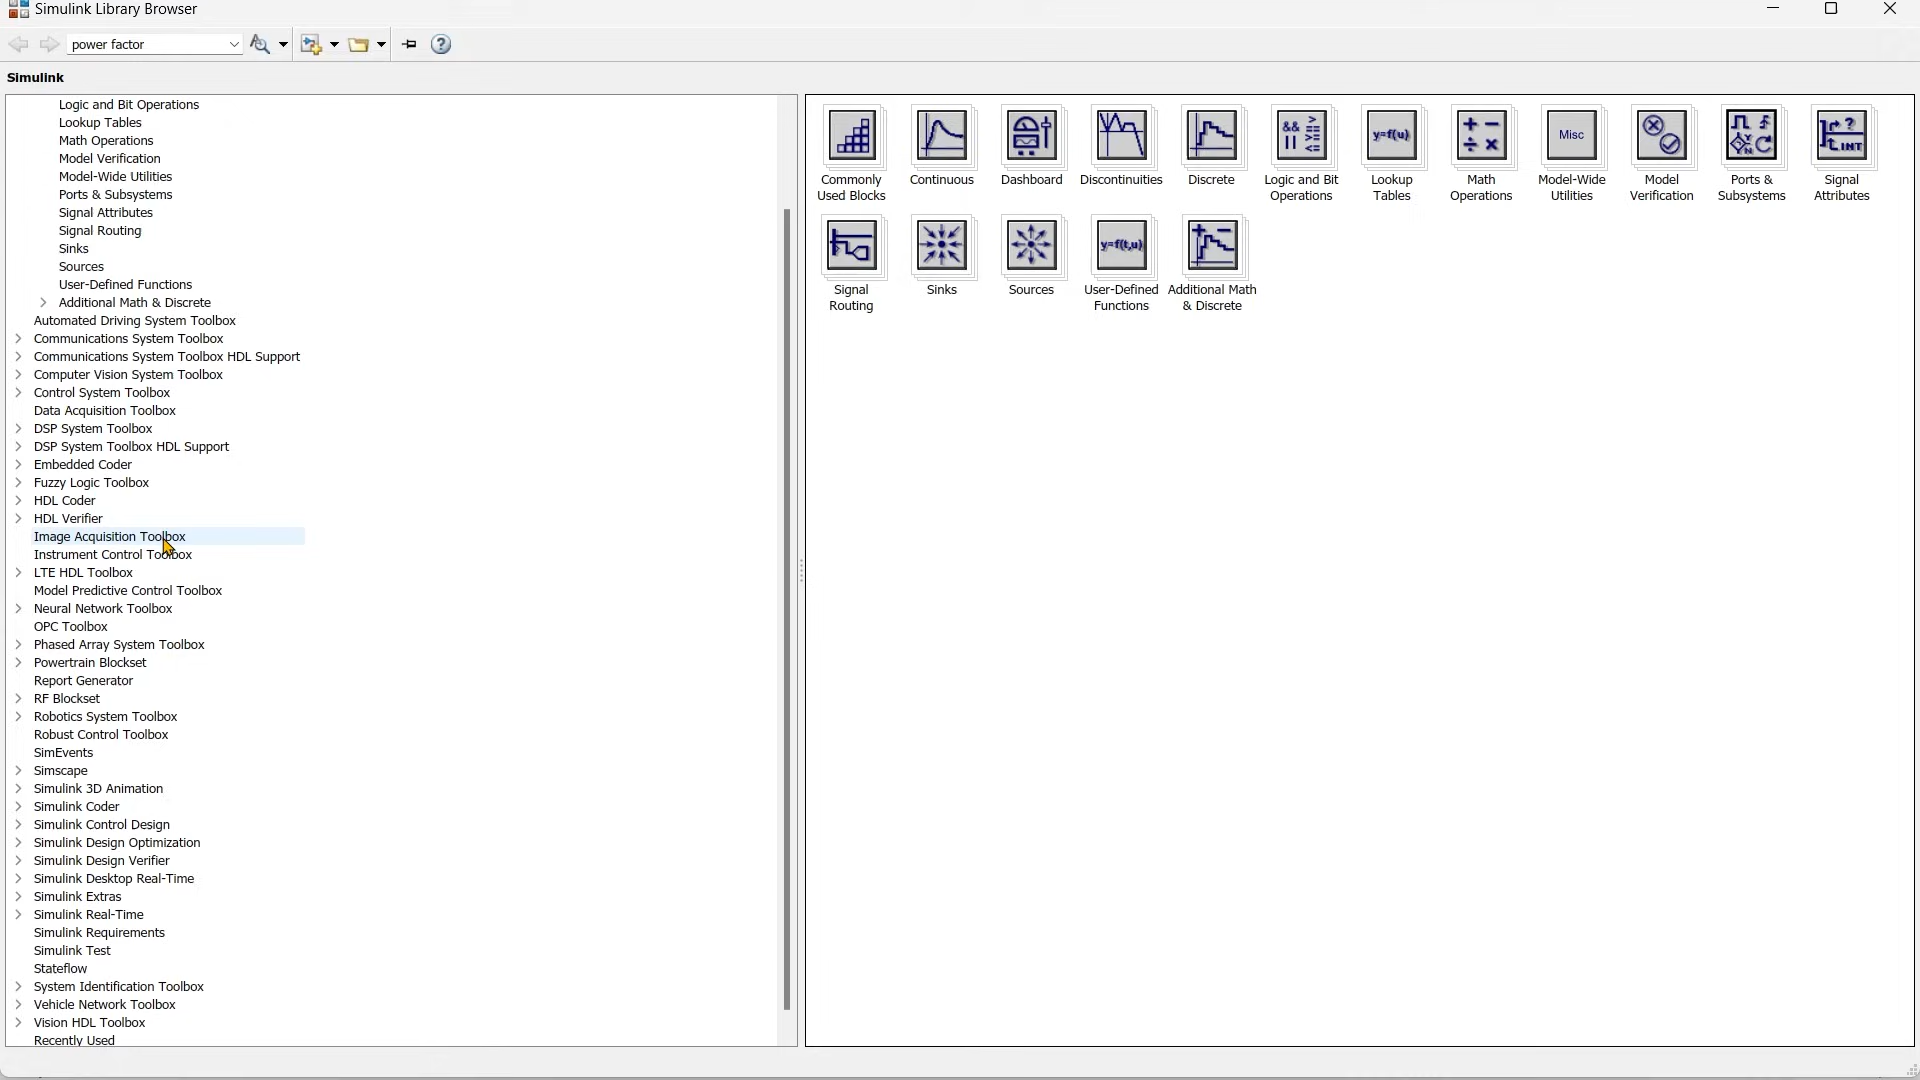 Simulink Library Browser
power factor
Simulink
Logic and Bit Operations
Lookup Tables
Math Operations
Model Verification
Model-Wide Utilities
Ports & Subsystems
Signal Attributes
Signal Routing
Sinks
Sources
User-Defined Functions
Additional Math & Discrete
Automated Driving System Toolbox
Communications System Toolbox
Communications System Toolbox HDL Support
Computer Vision System Toolbox
Control System Toolbox
Data Acquisition Toolbox
DSP System Toolbox
DSP System Toolbox HDL Support
Embedded Coder
Fuzzy Logic Toolbox
HDL Coder
HDL Verifier
Image Acquisition Toolbox
Instrument Control Toolbox
LTE HDL Toolbox
Model Predictive Control Toolbox
Neural Network Toolbox
OPC Toolbox
Phased Array System Toolbox
Powertrain Blockset
Report Generator
RF Blockset
Robotics System Toolbox
Robust Control Toolbox
SimEvents
Simscape
Simulink 3D Animation
Simulink Coder
Simulink Control Design
Simulink Design Optimization
Simulink Design Verifier
Simulink Desktop Real-Time
Simulink Extras
Simulink Real-Time
Simulink Requirements
Simulink Test
Stateflow
System Identification Toolbox
Vehicle Network Toolbox
Vision HDL Toolbox
Recently Used
&& > == >= || <=
y=f(u)
+ − ÷ ×
Misc
YN
? INT
Commonly Used Blocks
Continuous
Dashboard
Discontinuities
Discrete
Logic and Bit Operations
Lookup Tables
Math Operations
Model-Wide Utilities
Model Verification
Ports & Subsystems
Signal Attributes
y=f(t,u)
+ −
Signal Routing
Sinks
Sources
User-Defined Functions
Additional Math & Discrete